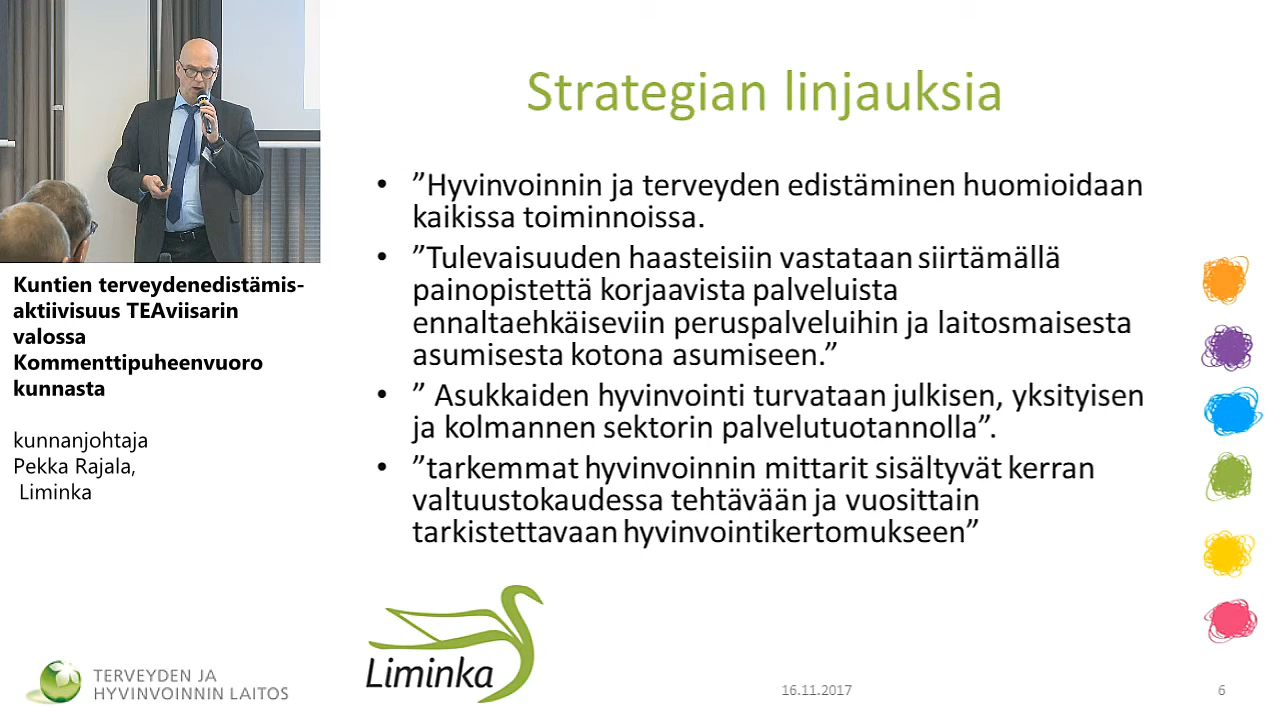 Strategian linjauksia
• ”Hyvinvoinnin ja terveyden edistäminen huomioidaan
kaikissa toiminnoissa.
• ”Tulevaisuuden haasteisiin vastataan siirtämällä
painopistettä korjaavista palveluista
ennaltaehkäiseviin peruspalveluihin ja laitosmaisesta
asumisesta kotona asumiseen.”
• ” Asukkaiden hyvinvointi turvataan julkisen, yksityisen
ja kolmannen sektorin palvelutuotannolla”.
• ”tarkemmat hyvinvoinnin mittarit sisältyvät kerran
valtuustokaudessa tehtävään ja vuosittain
tarkistettavaan hyvinvointikertomukseen”
Kuntien terveydenedistämis-
aktiivisuus TEAviisarin
valossa
Kommenttipuheenvuoro
kunnasta
kunnanjohtaja
Pekka Rajala,
Liminka
TERVEYDEN JA
HYVINVOINNIN LAITOS
Liminka
16.11.2017
6